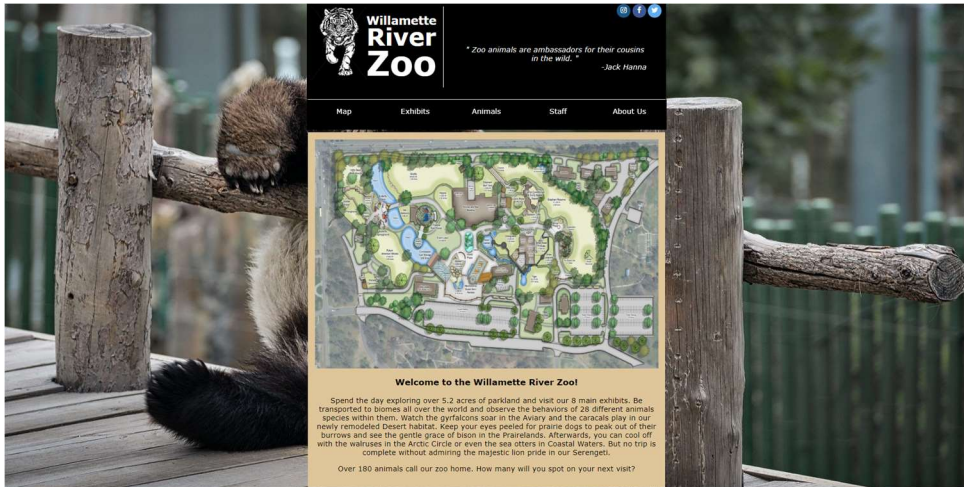 Willamette
River
Zoo
" Zoo animals are ambassadors for their cousins
in the wild. "
-Jack Hanna
Map Exhibits Animals Staff About Us
Welcome to the Willamette River Zoo!
Spend the day exploring over 5.2 acres of parkland and visit our 8 main exhibits. Be
transported to biomes all over the world and observe the behaviors of 28 different animals
species within them. Watch the gyrfalcons soar in the Aviary and the caracals play in our
newly remodeled Desert habitat. Keep your eyes peeled for prairie dogs to peak out of their
burrows and see the gentle grace of bison in the Prairelands. Afterwards, you can cool off
with the walruses in the Arctic Circle or even the sea otters in Coastal Waters. But no trip is
complete without admiring the majestic lion pride in our Serengeti.
Over 180 animals call our zoo home. How many will you spot on your next visit?